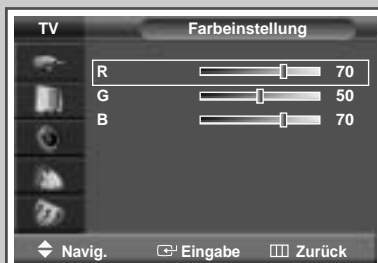 TV Farbeinstellung
R 70
G 50
B 70
Navig. Eingabe Zurück